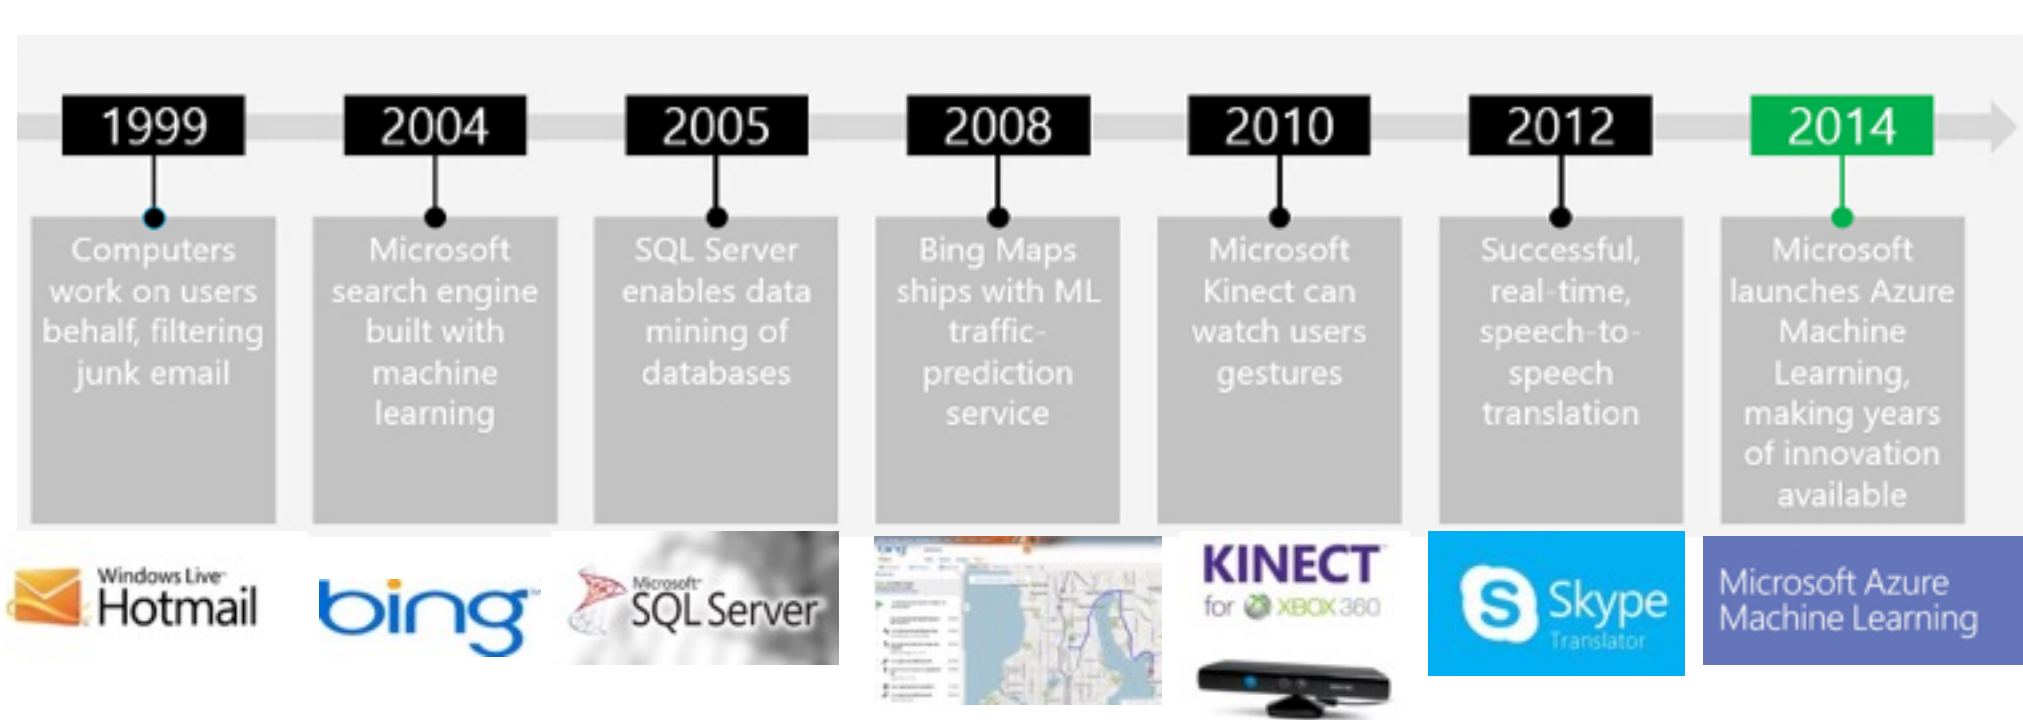 1999
2004
2005
2008
2010
2012
2014
Computers
work on users
behalf, filtering
junk email
Microsoft
search engine
built with
machine
learning
SQL Server
enables data
mining of
databases
Bing Maps
ships with ML
traffic-
prediction
service
Microsoft
Kinect can
watch users
gestures
Successful,
real-time,
speech-to-
speech
translation
Microsoft
launches Azure
Machine
Learning,
making years
of innovation
available
Windows Live™
Hotmail
bing™
Microsoft®
SQL Server
bing
KINECT™
for XBOX 360
S
Skype
Translator
Microsoft Azure
Machine Learning